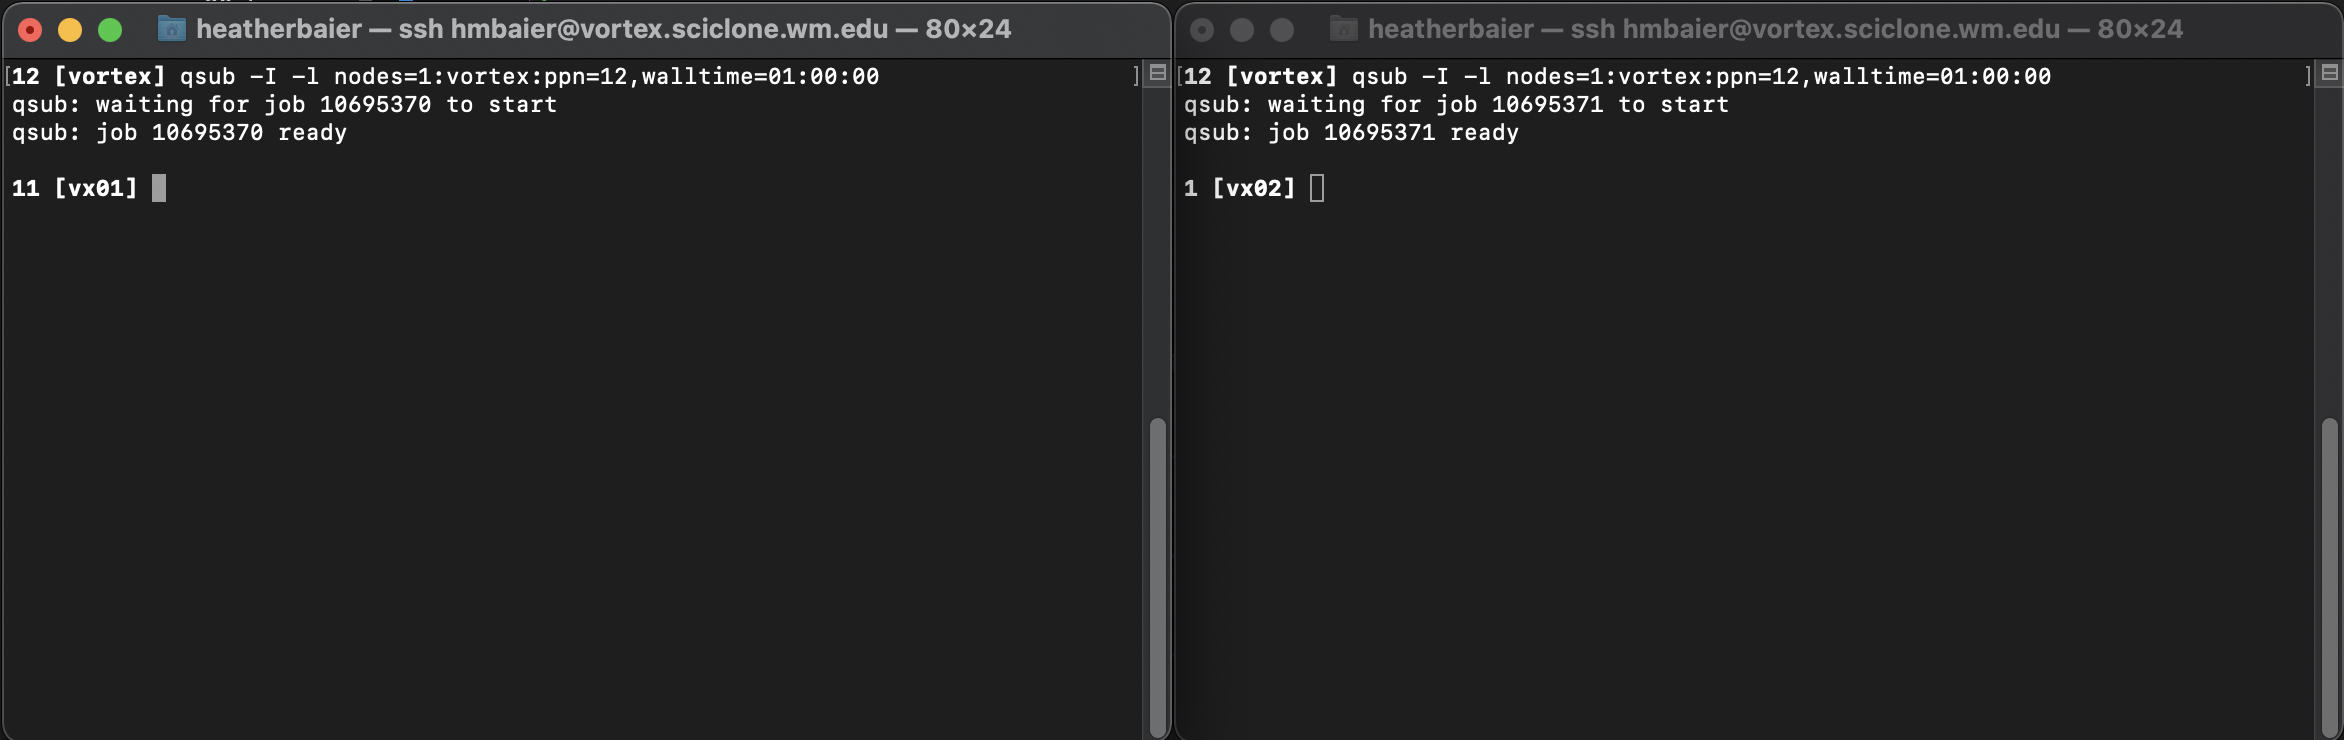 heatherbaier — ssh hmbaier@vortex.sciclone.wm.edu — 80×24
[12 [vortex] qsub -I -l nodes=1:vortex:ppn=12,walltime=01:00:00 ]
qsub: waiting for job 10695370 to start
qsub: job 10695370 ready
11 [vx01]
heatherbaier — ssh hmbaier@vortex.sciclone.wm.edu — 80×24
[12 [vortex] qsub -I -l nodes=1:vortex:ppn=12,walltime=01:00:00 ]
qsub: waiting for job 10695371 to start
qsub: job 10695371 ready
1 [vx02]